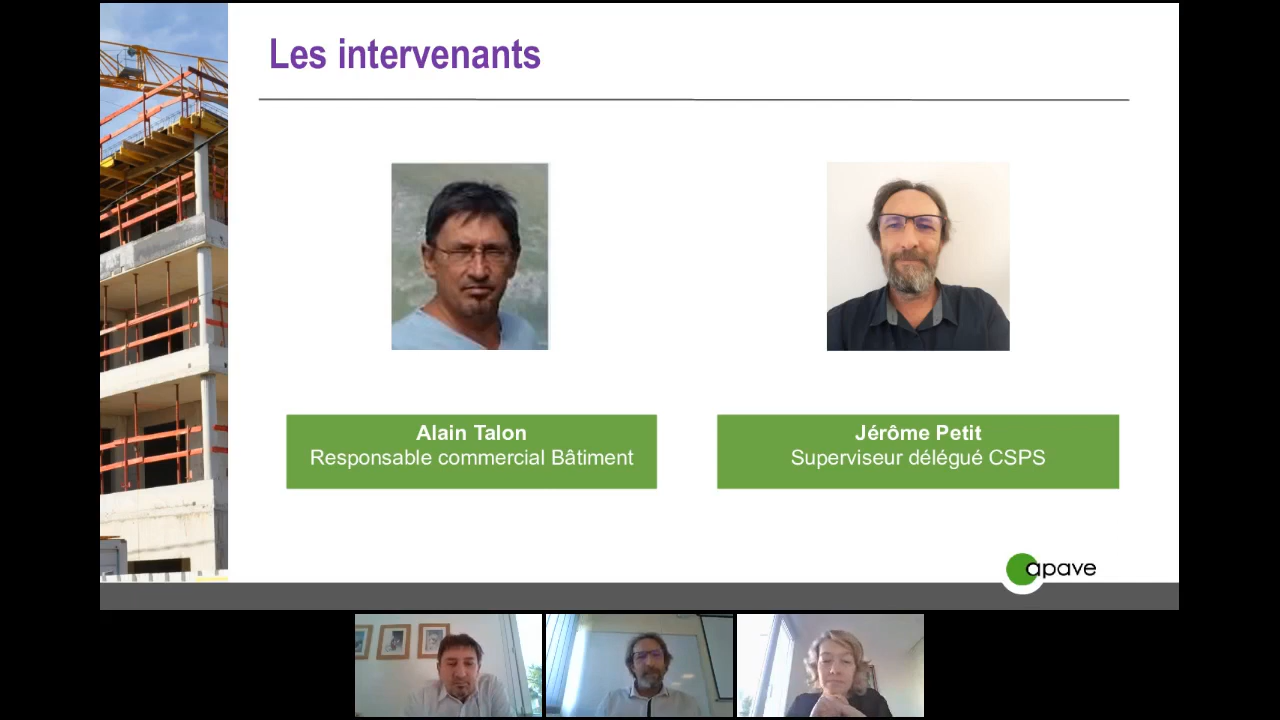 Les intervenants
Alain Talon
Responsable commercial Bâtiment
Jérôme Petit
Superviseur délégué CSPS
apave